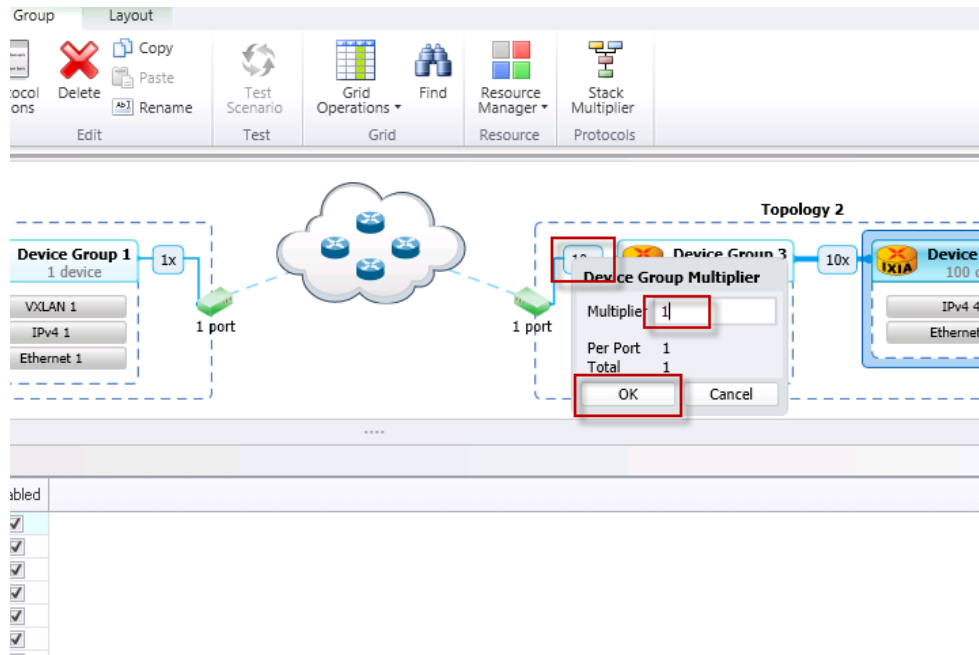 Group Layout
Copy
Paste
Rename
Delete
Test Scenario
Grid Operations
Find
Resource Manager
Stack Multiplier
Edit Test Grid Resource Protocols
Topology 2
Device Group 1
1 device
1x
VXLAN 1
IPv4 1
Ethernet 1
1 port
1 port
Device Group 3
10x
IXIA
Device
100
IPv4 4
Ethernet
Device Group Multiplier
Multiplier 1
Per Port 1
Total 1
OK Cancel